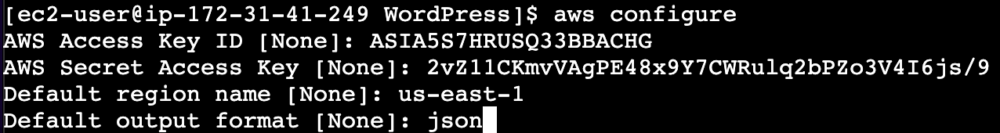 [ec2-user@ip-172-31-41-249 WordPress]$ aws configure
AWS Access Key ID [None]: ASIA5S7HRUSQ33BBACHG
AWS Secret Access Key [None]: 2vZ11CKmvVAgPE48x9Y7CWRulq2bPZo3V4I6js/9
Default region name [None]: us-east-1
Default output format [None]: json